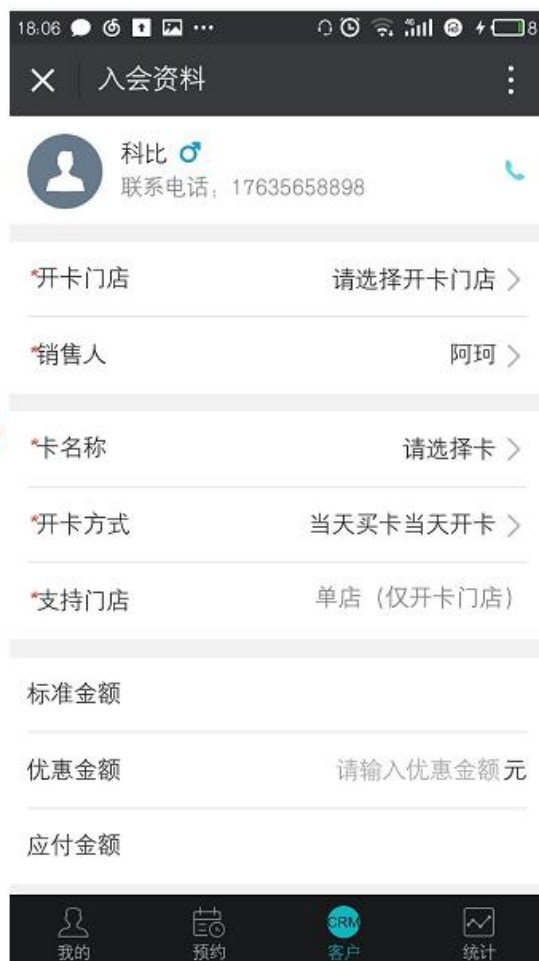 18:06 ··· 4G 8
入会资料
科比
联系电话：17635658898
*开卡门店 请选择开卡门店
*销售人 阿珂
*卡名称 请选择卡
*开卡方式 当天买卡当天开卡
*支持门店 单店（仅开卡门店）
标准金额
优惠金额 请输入优惠金额 元
应付金额
CRM
我的 预约 客户 统计